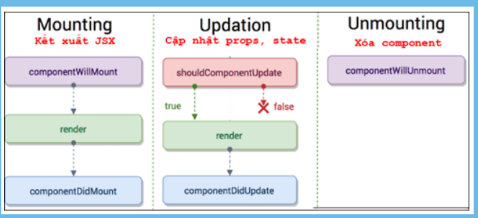 Mounting
Kết xuất JSX
componentWillMount
render
componentDidMount
Updation
Cập nhật props, state
shouldComponentUpdate
true
false
render
componentDidUpdate
Unmounting
Xóa component
componentWillUnmount